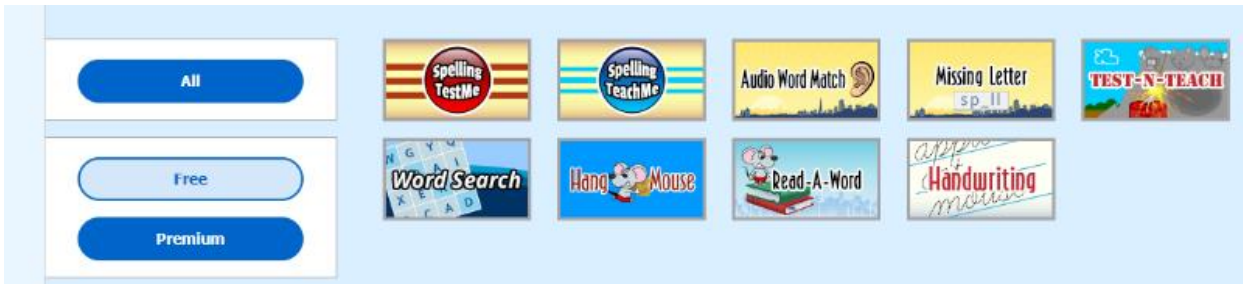 All
Free
Premium
Spelling
TestMe
Spelling
TeachMe
Audio Word Match
Missing Letter
sp_ll
TEST-N-TEACH
Word Search
Hang Mouse
Read-A-Word
Handwriting
mouse